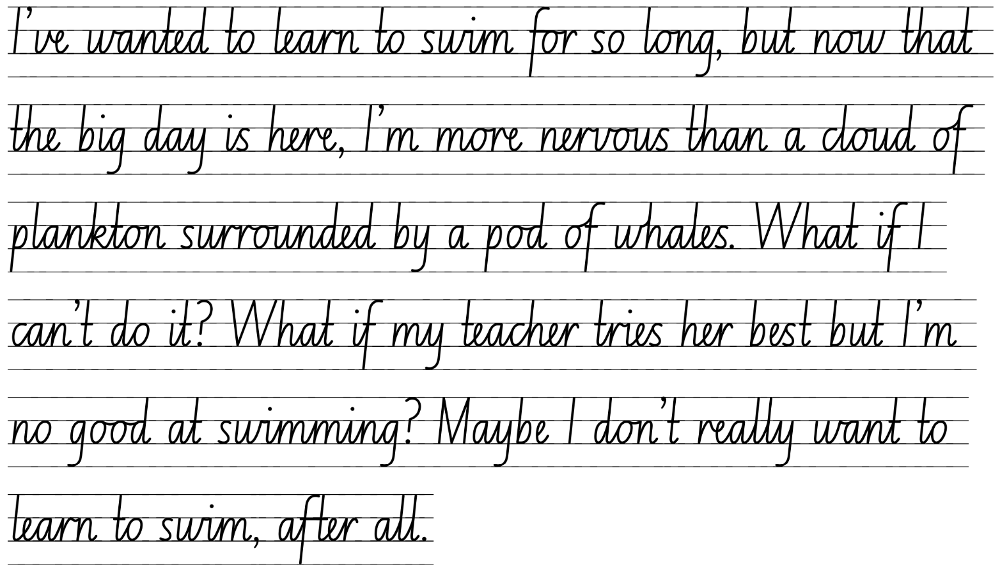 I’ve wanted to learn to swim for so long, but now that
the big day is here, I’m more nervous than a cloud of
plankton surrounded by a pod of whales. What if I
can’t do it? What if my teacher tries her best but I’m
no good at swimming? Maybe I don’t really want to
learn to swim, after all.